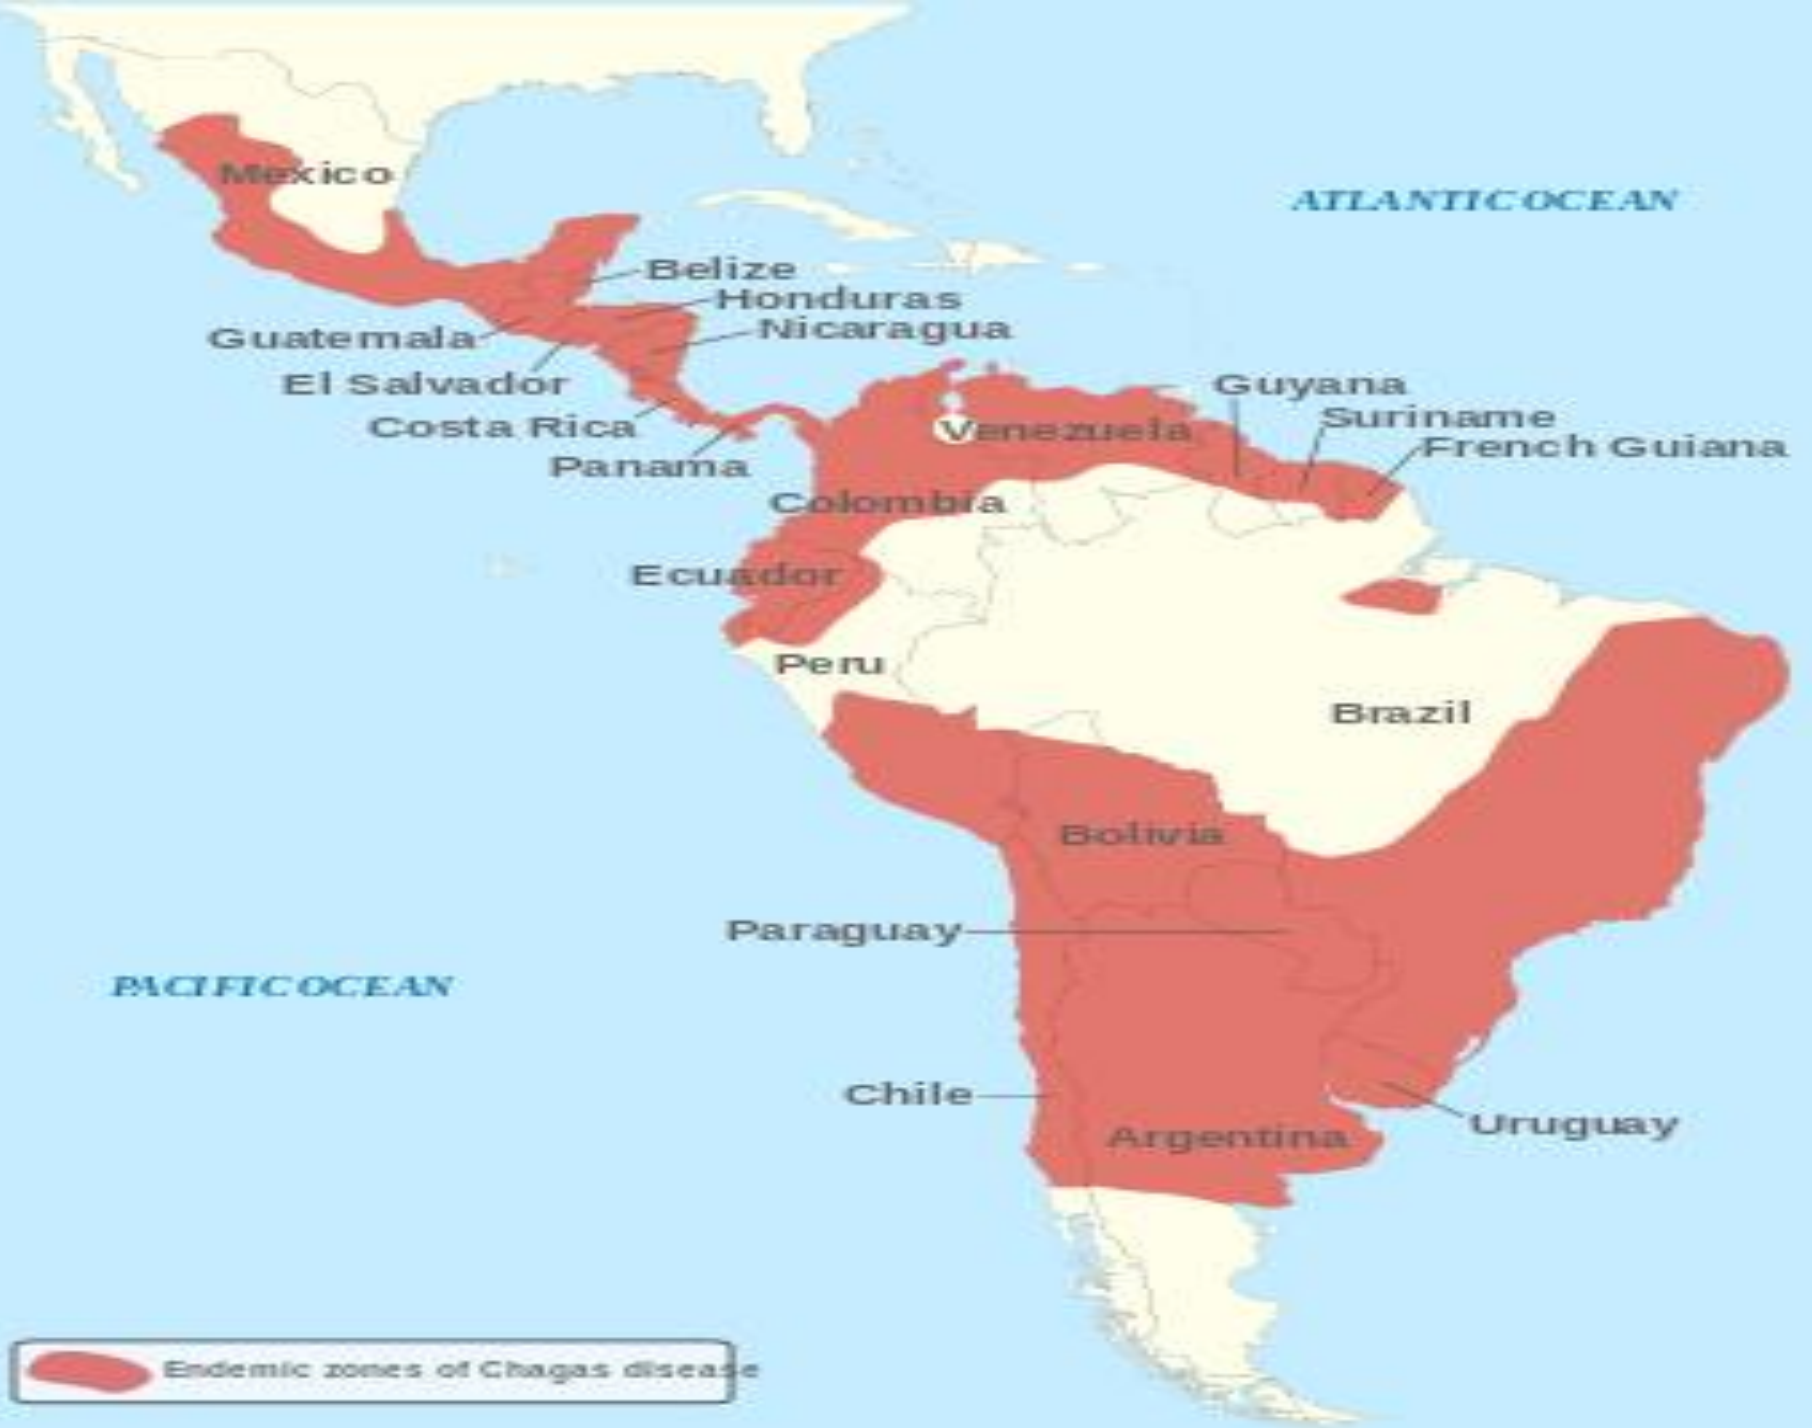 Mexico
ATLANTIC OCEAN
Belize
Honduras
Nicaragua
Guatemala
El Salvador
Costa Rica
Panama
Guyana
Suriname
French Guiana
Venezuela
Colombia
Ecuador
Peru
Brazil
Bolivia
Paraguay
PACIFIC OCEAN
Chile
Uruguay
Argentina
Endemic zones of Chagas disease